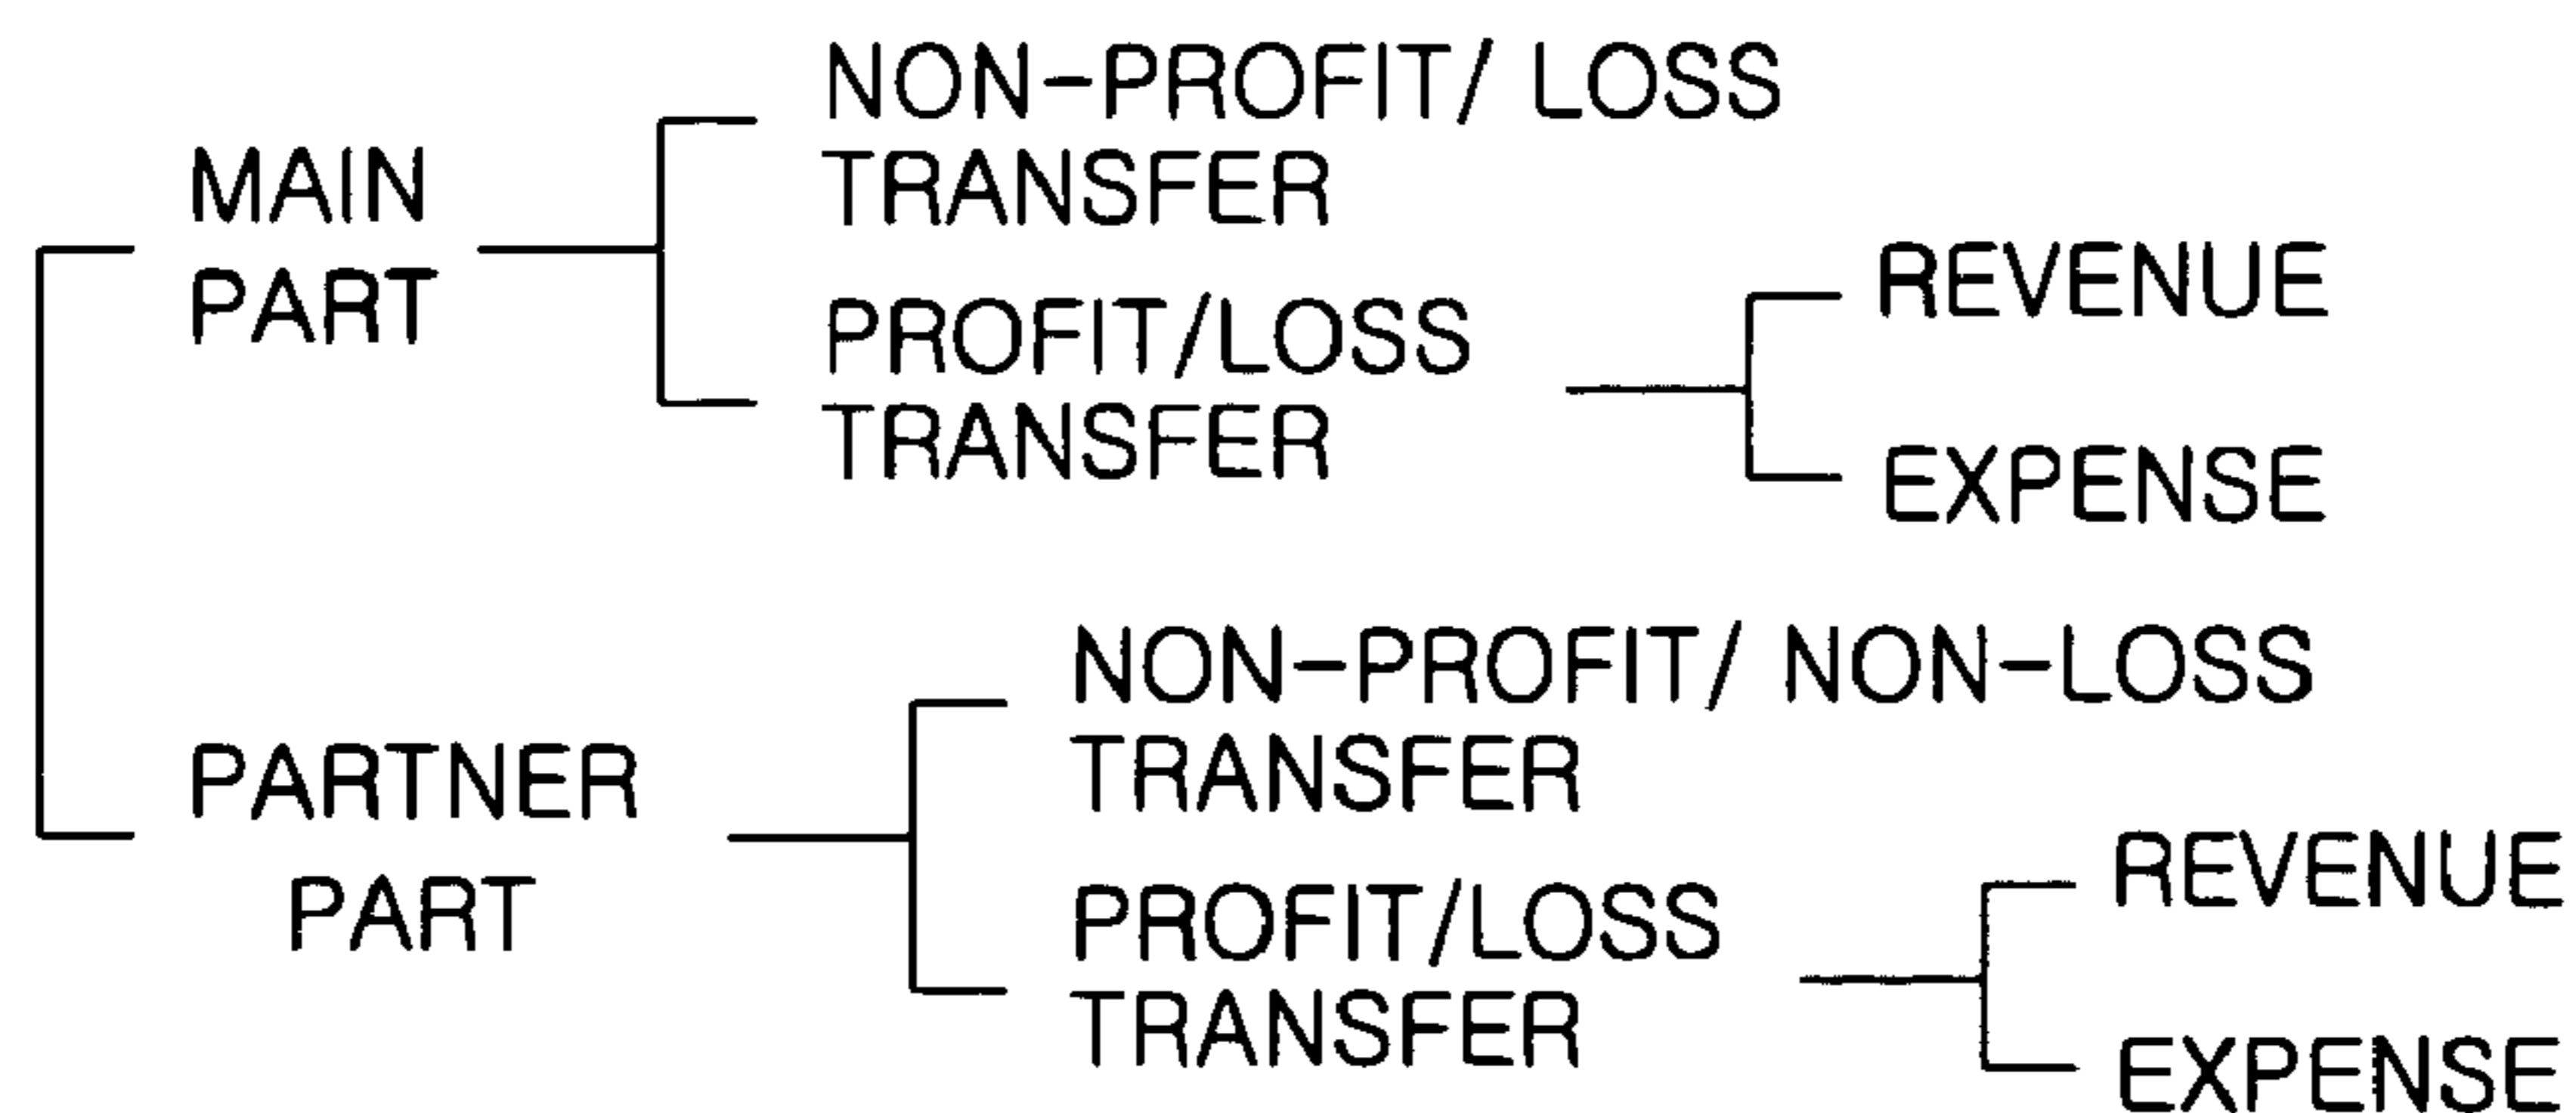 NON-PROFIT/ LOSS
TRANSFER
MAIN
PART
PROFIT/LOSS
TRANSFER
REVENUE
EXPENSE
NON-PROFIT/ NON-LOSS
TRANSFER
PARTNER
PART
PROFIT/LOSS
TRANSFER
REVENUE
EXPENSE